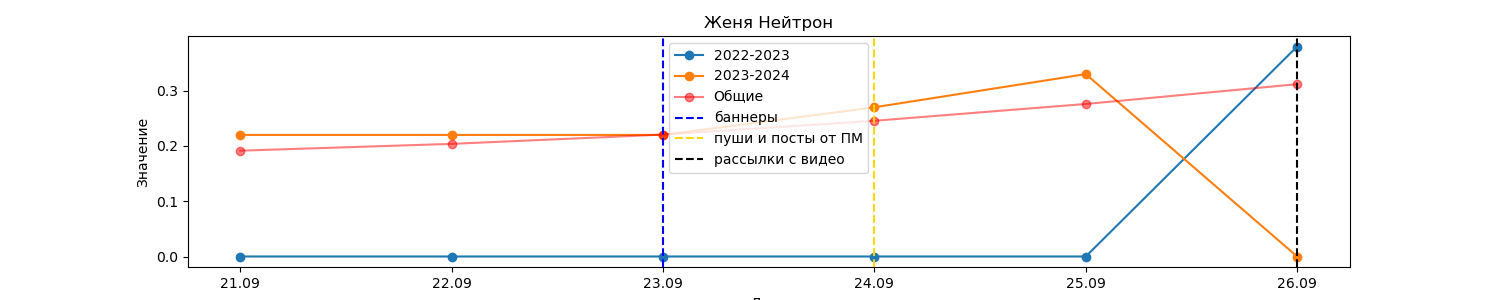 Женя Нейтрон
Значение
0.3
0.2
0.1
0.0
2022-2023
2023-2024
Общие
баннеры
пуши и посты от ПМ
рассылки с видео
21.09 22.09 23.09 24.09 25.09 26.09